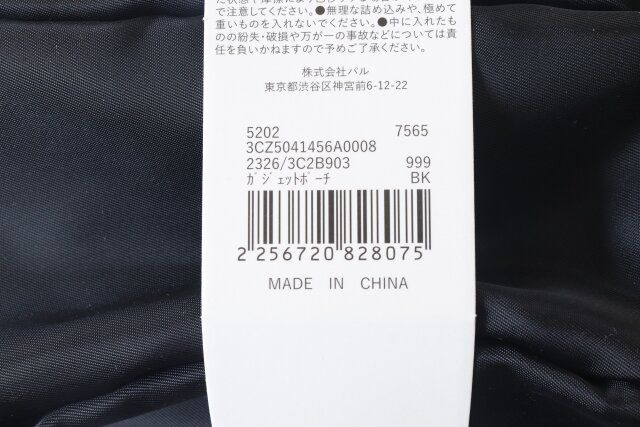 で注意してください。●無理な詰め込みや、極めて
重いものを入れないでください。●中に入れたも
のの紛失・破損や万が一の事故などについては責任
を負いかねますので予めご了承ください。
株式会社パル
東京都渋谷区神宮前6-12-22
5202 7565
3CZ5041456A0008
2326/3C2B903 999
ｶﾞｼﾞｪｯﾄﾎﾟｰﾁ BK
2 256720 828075
MADE IN CHINA